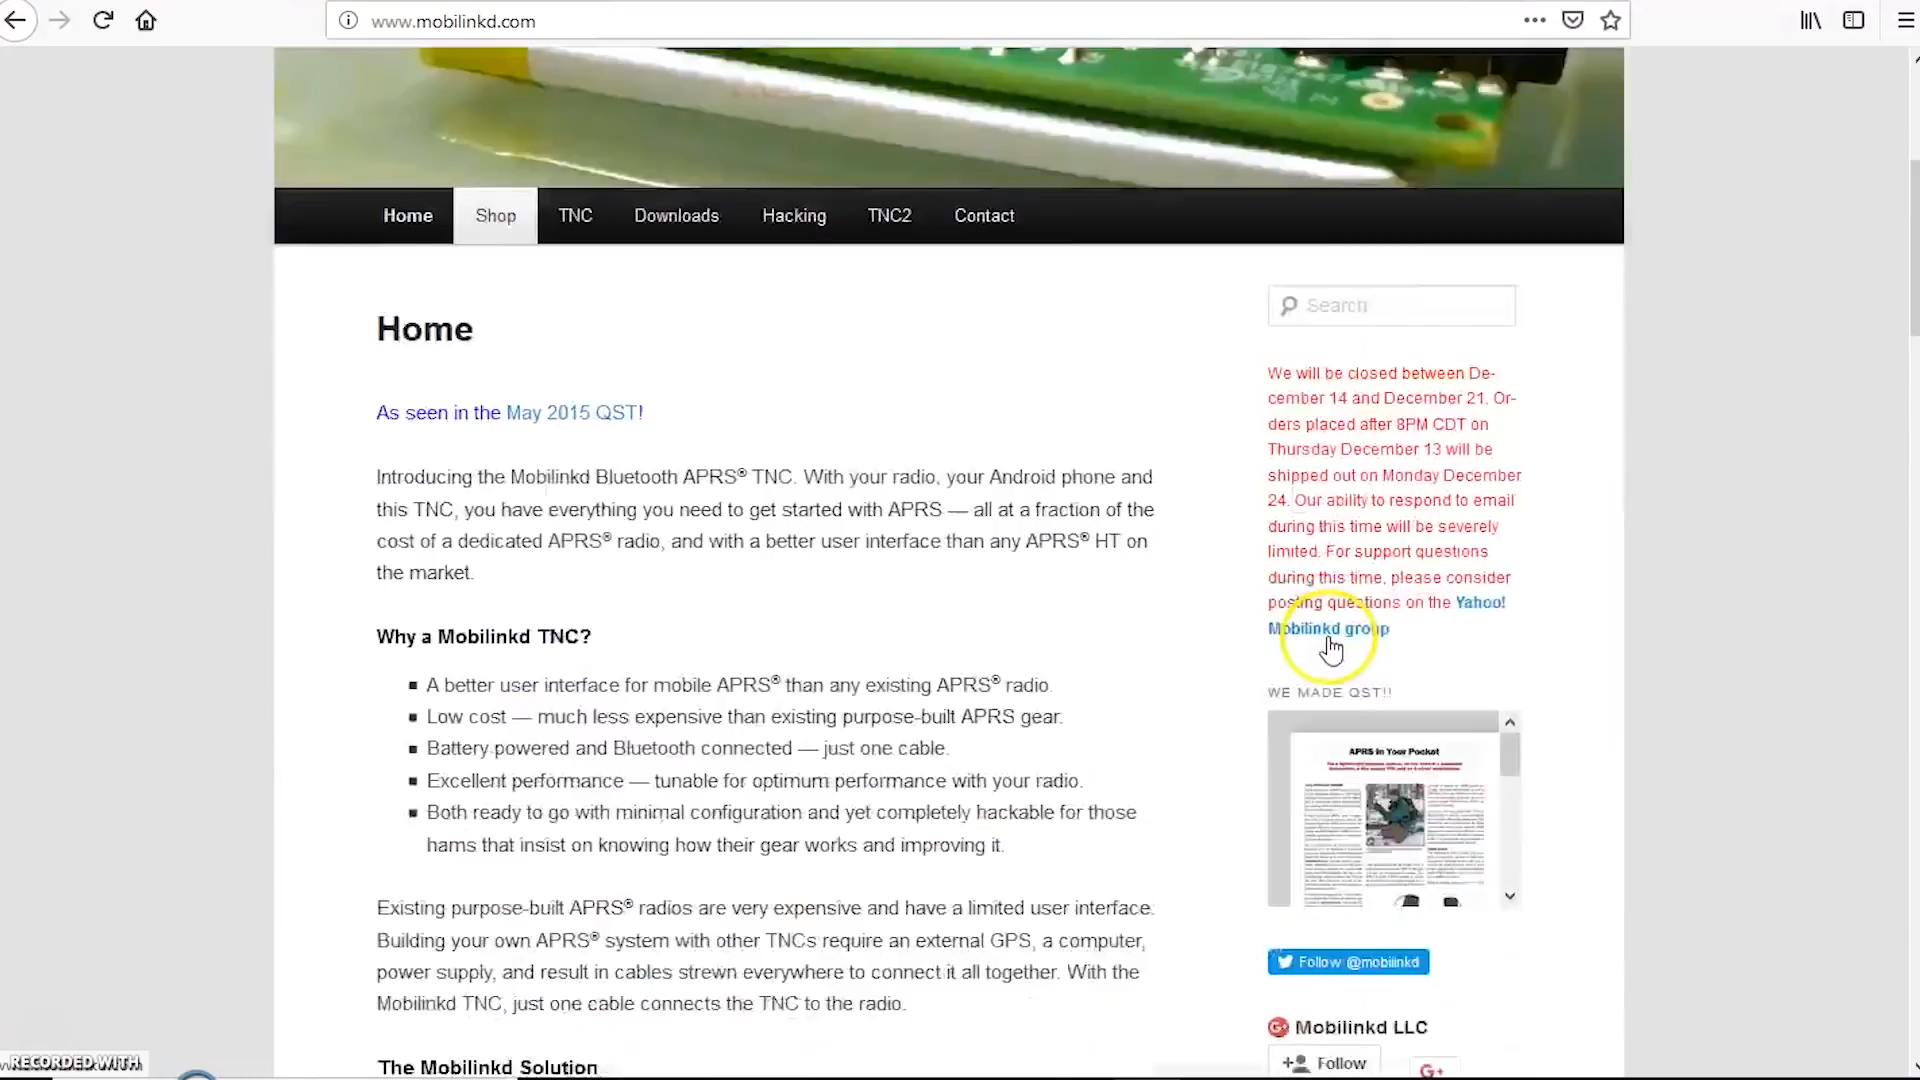 www.mobilinkd.com
Home
Shop
TNC
Downloads
Hacking
TNC2
Contact
Home
As seen in the May 2015 QST!
Introducing the Mobilinkd Bluetooth APRS® TNC. With your radio, your Android phone and
this TNC, you have everything you need to get started with APRS — all at a fraction of the
cost of a dedicated APRS® radio, and with a better user interface than any APRS® HT on
the market.
Why a Mobilinkd TNC?
A better user interface for mobile APRS® than any existing APRS® radio.
Low cost — much less expensive than existing purpose-built APRS gear.
Battery powered and Bluetooth connected — just one cable.
Excellent performance — tunable for optimum performance with your radio.
Both ready to go with minimal configuration and yet completely hackable for those
hams that insist on knowing how their gear works and improving it.
Existing purpose-built APRS® radios are very expensive and have a limited user interface.
Building your own APRS® system with other TNCs require an external GPS, a computer,
power supply, and result in cables strewn everywhere to connect it all together. With the
Mobilinkd TNC, just one cable connects the TNC to the radio.
The Mobilinkd Solution
Search
We will be closed between De-
cember 14 and December 21. Or-
ders placed after 8PM CDT on
Thursday December 13 will be
shipped out on Monday December
24. Our ability to respond to email
during this time will be severely
limited. For support questions
during this time, please consider
posting questions on the Yahoo!
Mobilinkd group
WE MADE QST!!
APRS in Your Pocket
Follow @mobilinkd
G+ Mobilinkd LLC
Follow
G+
RECORDED WITH